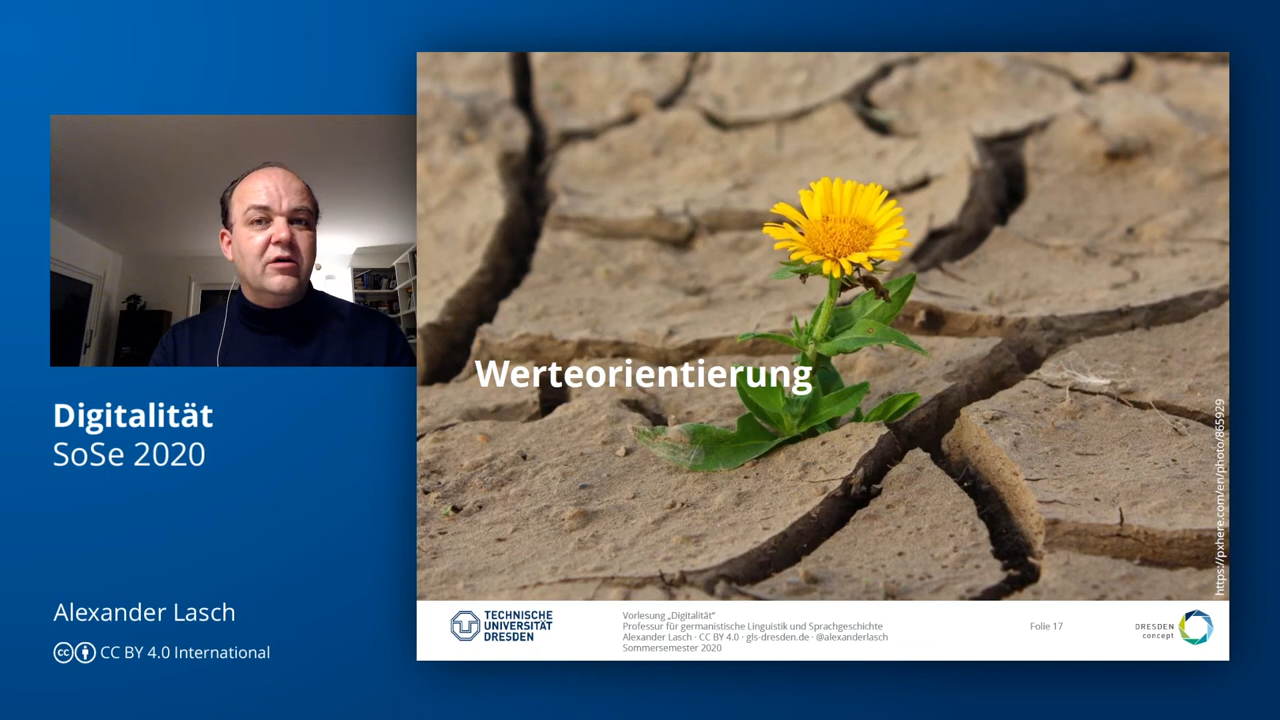 Werteorientierung
https://pxhere.com/en/photo/865929
Digitalität
SoSe 2020
Alexander Lasch
CC BY 4.0 International
TECHNISCHE
UNIVERSITÄT
DRESDEN
Vorlesung „Digitalität“
Professur für germanistische Linguistik und Sprachgeschichte
Alexander Lasch · CC BY 4.0 · gls-dresden.de · @alexanderlasch
Sommersemester 2020
Folie 17
DRESDEN
concept